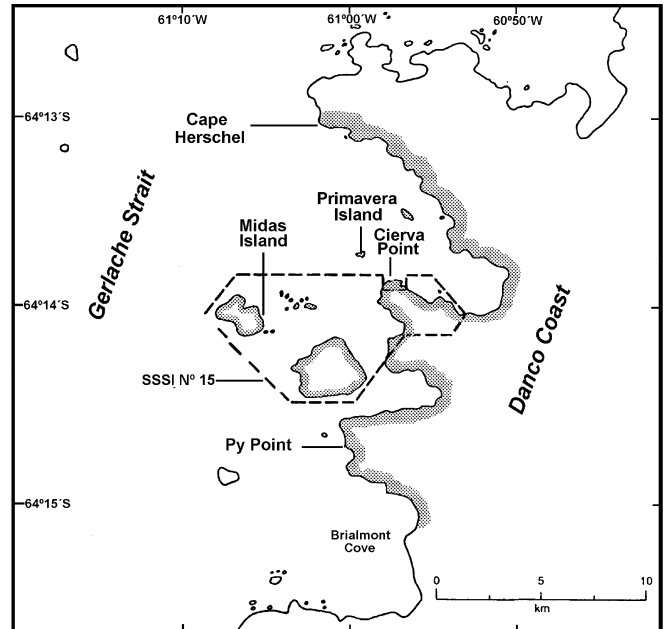 61°10´W
61°00´W
60°50´W
64°13´S
Cape
Herschel
Gerlache Strait
Primavera
Island
Midas
Island
Cierva
Point
64°14´S
Danco Coast
SSSI Nº 15
Py Point
64°15´S
Brialmont
Cove
0
5
10
km